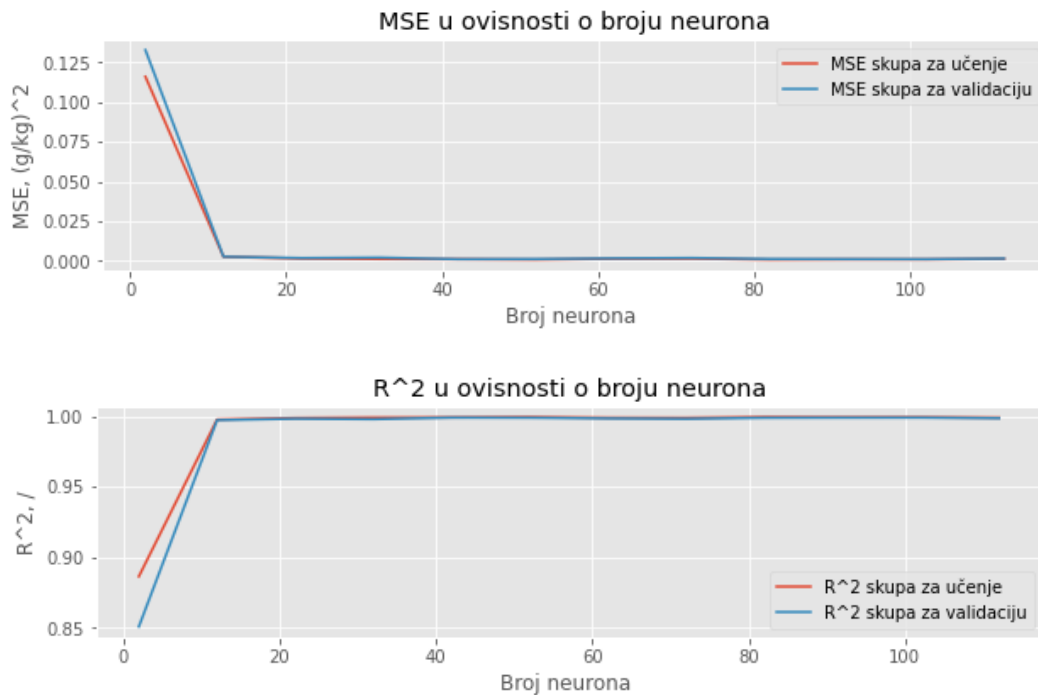 MSE u ovisnosti o broju neurona
MSE, (g/kg)^2
0.125
0.100
0.075
0.050
0.025
0.000
MSE skupa za učenje
MSE skupa za validaciju
0 20 40 60 80 100
Broj neurona
R^2 u ovisnosti o broju neurona
R^2, /
1.00
0.95
0.90
0.85
R^2 skupa za učenje
R^2 skupa za validaciju
0 20 40 60 80 100
Broj neurona